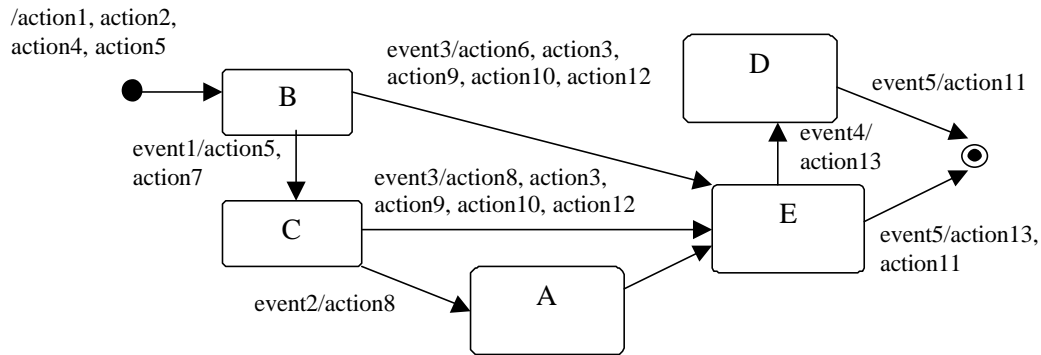 /action1, action2,
action4, action5
event3/action6, action3,
action9, action10, action12
D
event5/action11
B
event4/
action13
event1/action5,
action7
event3/action8, action3,
action9, action10, action12
C
E
event5/action13,
action11
A
event2/action8